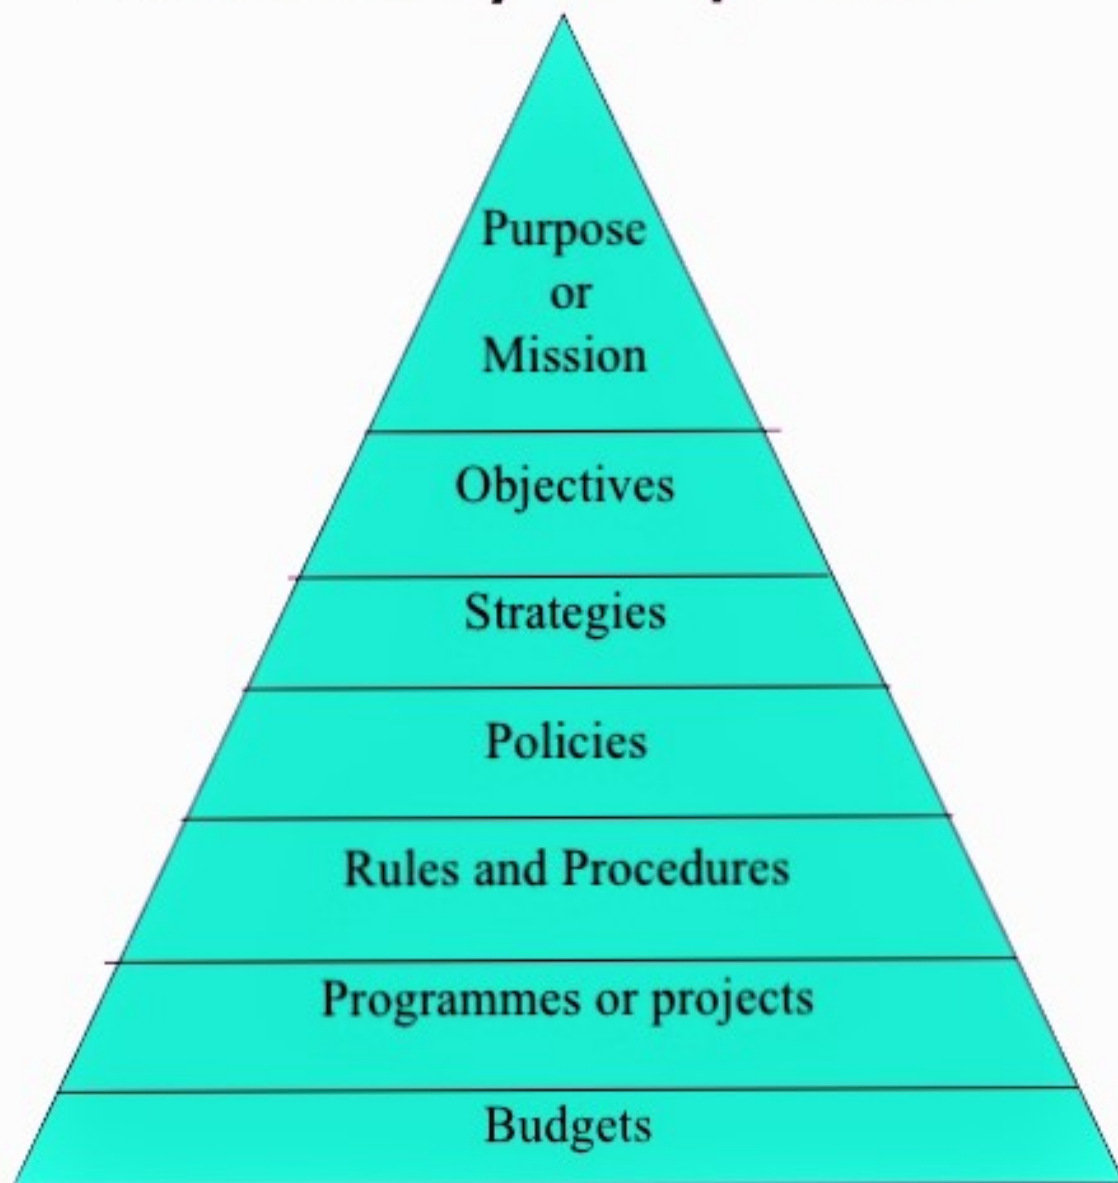 Purpose
or
Mission
Objectives
Strategies
Policies
Rules and Procedures
Programmes or projects
Budgets